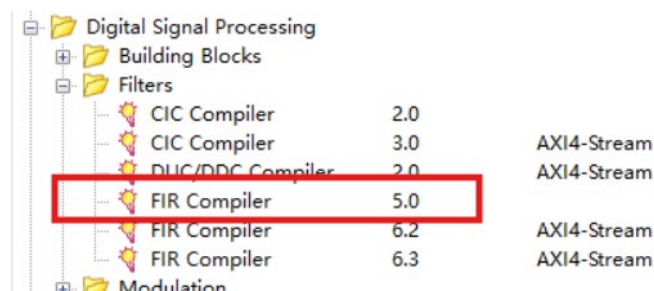 Digital Signal Processing
Building Blocks
Filters
CIC Compiler 2.0
CIC Compiler 3.0 AXI4-Stream
DUC/DDC Compiler 2.0 AXI4-Stream
FIR Compiler 5.0
FIR Compiler 6.2 AXI4-Stream
FIR Compiler 6.3 AXI4-Stream
Modulation